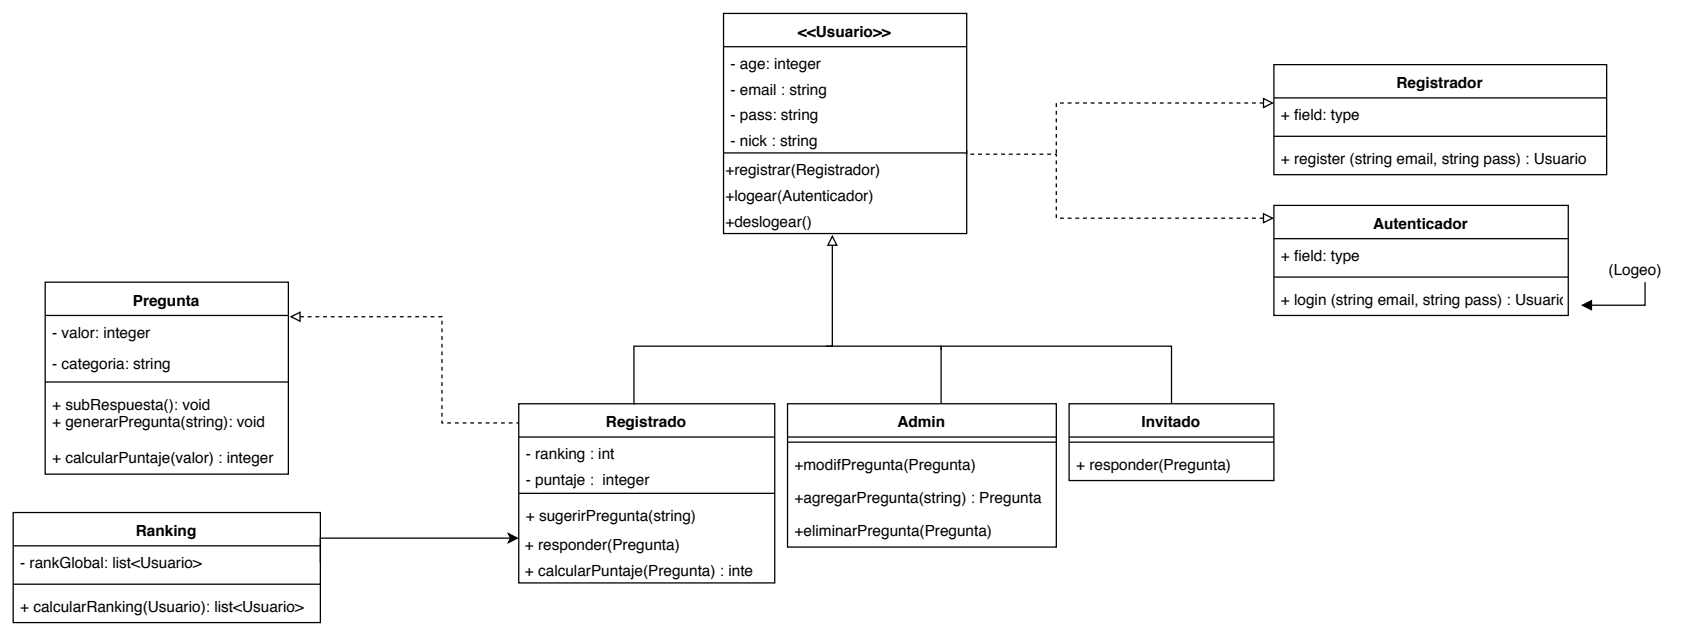 <<Usuario>>
- age: integer
- email : string
- pass: string
- nick : string
+registrar(Registrador)
+logear(Autenticador)
+deslogear()
Registrador
+ field: type
+ register (string email, string pass) : Usuario
Autenticador
+ field: type
+ login (string email, string pass) : Usuaric
(Logeo)
Pregunta
- valor: integer
- categoria: string
+ subRespuesta(): void
+ generarPregunta(string): void
+ calcularPuntaje(valor) : integer
Registrado
- ranking : int
- puntaje :  integer
+ sugerirPregunta(string)
+ responder(Pregunta)
+ calcularPuntaje(Pregunta) : inte
Admin
+modifPregunta(Pregunta)
+agregarPregunta(string) : Pregunta
+eliminarPregunta(Pregunta)
Invitado
+ responder(Pregunta)
Ranking
- rankGlobal: list<Usuario>
+ calcularRanking(Usuario): list<Usuario>